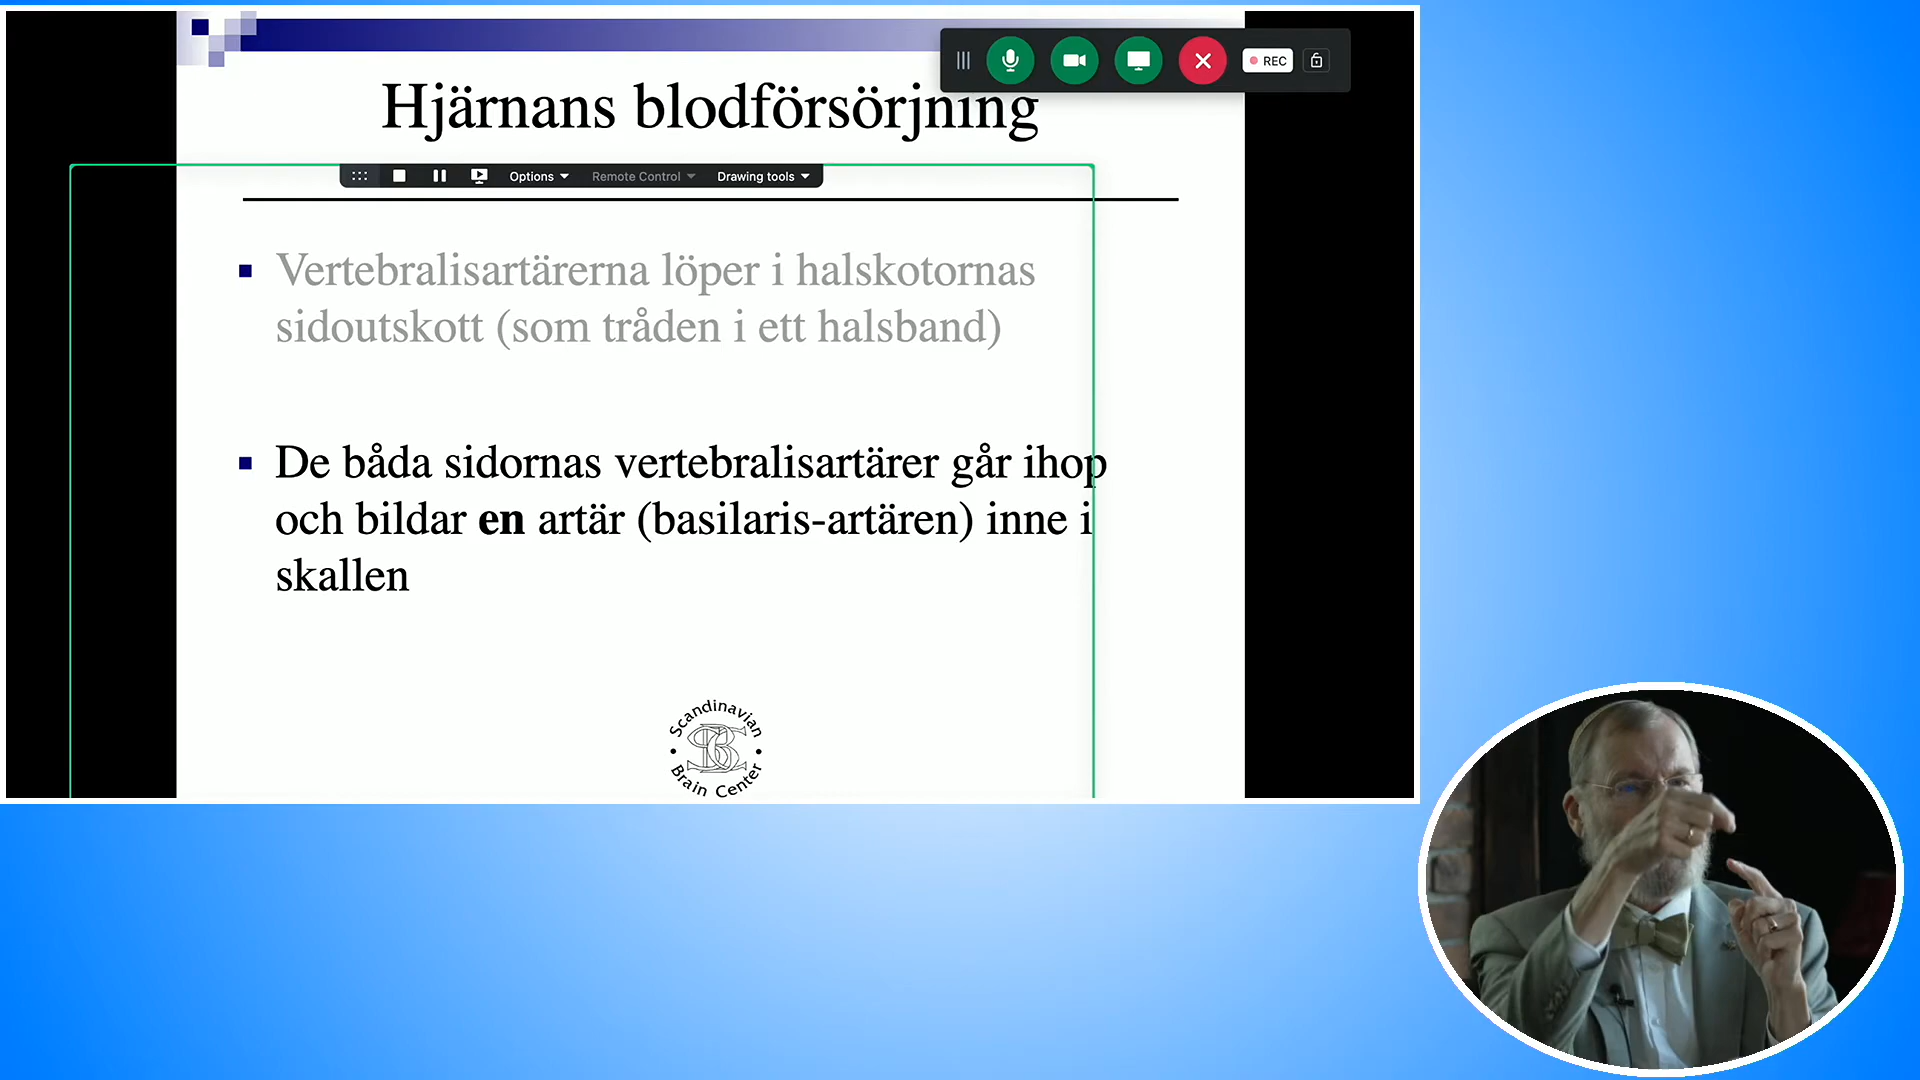 REC
Hjärnans blodförsörjning
Options
Remote Control
Drawing tools
Vertebralisartärerna löper i halskotornas
sidoutskott (som tråden i ett halsband)
De båda sidornas vertebralisartärer går ihop
och bildar en artär (basilaris-artären) inne i
skallen
Scandinavian
SBC
Brain Center